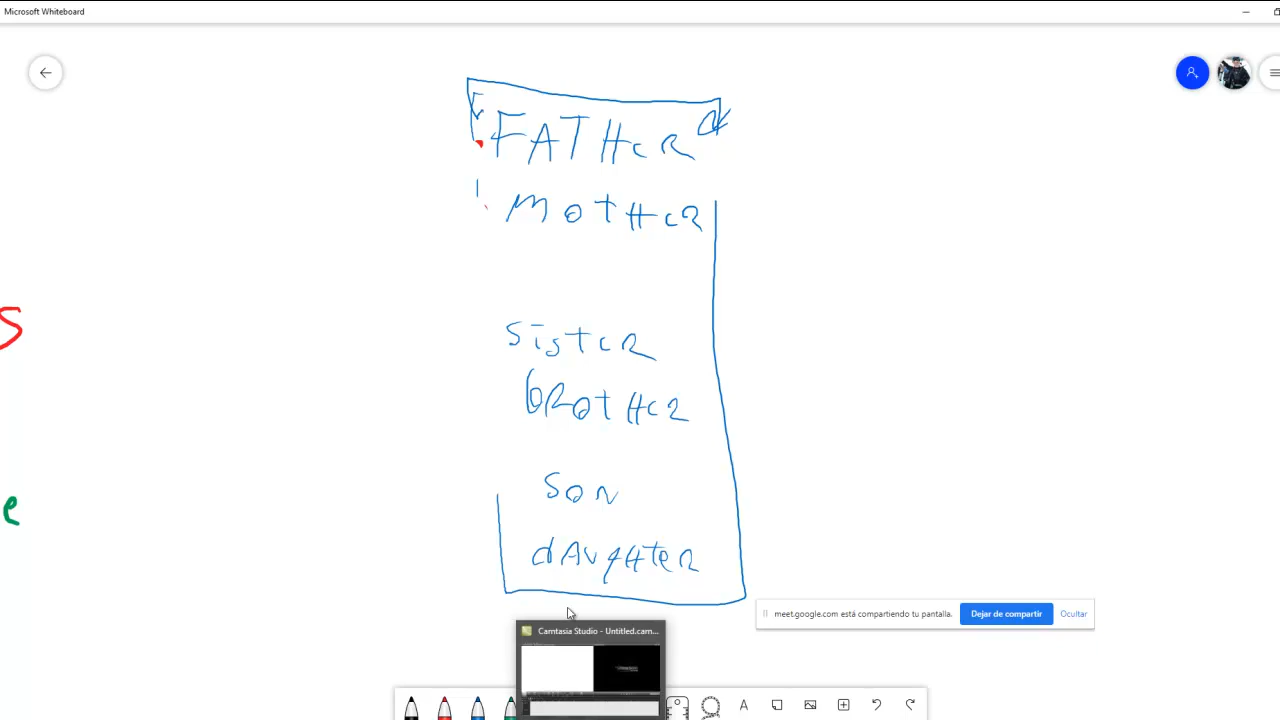 Microsoft Whiteboard
FATHER
MOTHER
SisteR
bROTHER
SON
dAugHTeR
S
e
meet.google.com está compartiendo tu pantalla.
Dejar de compartir
Ocultar
Camtasia Studio - Untitled.cam...
A